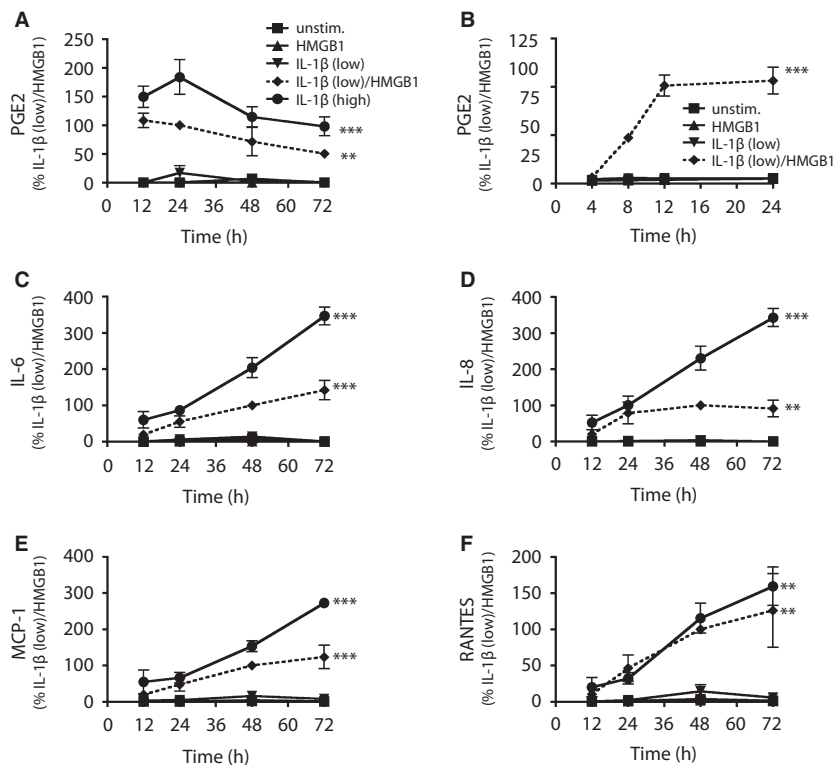 A
PGE2
(% IL-1β (low)/HMGB1)
250
200
150
100
50
0
0 12 24 36 48 60 72
Time (h)
unstim.
HMGB1
IL-1β (low)
IL-1β (low)/HMGB1
IL-1β (high)
***
**
B
PGE2
(% IL-1β (low)/HMGB1)
125
100
75
50
25
0
0 4 8 12 16 20 24
Time (h)
***
unstim.
HMGB1
IL-1β (low)
IL-1β (low)/HMGB1
C
IL-6
(% IL-1β (low)/HMGB1)
400
300
200
100
0
0 12 24 36 48 60 72
Time (h)
***
***
D
IL-8
(% IL-1β (low)/HMGB1)
400
300
200
100
0
0 12 24 36 48 60 72
Time (h)
***
**
E
MCP-1
(% IL-1β (low)/HMGB1)
400
300
200
100
0
0 12 24 36 48 60 72
Time (h)
***
***
F
RANTES
(% IL-1β (low)/HMGB1)
200
150
100
50
0
0 12 24 36 48 60 72
Time (h)
**
**